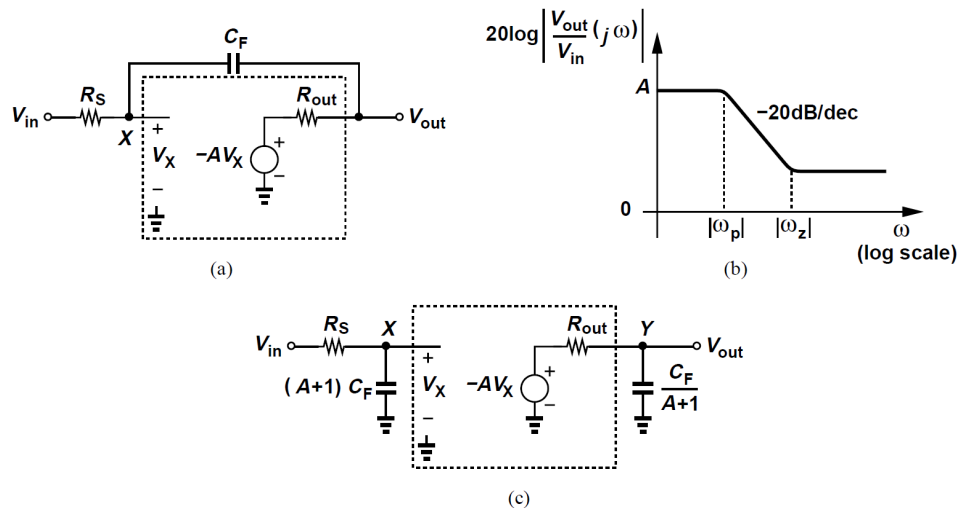 C_F
R_S
R_out
V_in
V_out
X
+
V_X
−
−AV_X
+
−
(a)
20log|V_out/V_in (jω)|
A
−20dB/dec
0
|ω_p|
|ω_z|
ω
(log scale)
(b)
R_S
X
R_out
Y
V_in
V_out
(A+1) C_F
+
V_X
−
−AV_X
+
−
C_F
A+1
(c)